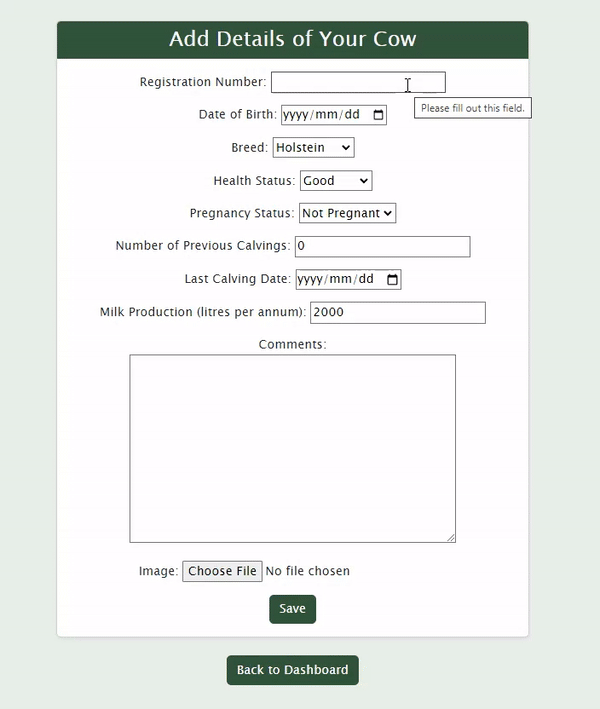 Add Details of Your Cow
Registration Number:
Please fill out this field.
Date of Birth: yyyy/mm/dd
Breed: Holstein
Health Status: Good
Pregnancy Status: Not Pregnant
Number of Previous Calvings: 0
Last Calving Date: yyyy/mm/dd
Milk Production (litres per annum): 2000
Comments:
Image: Choose File No file chosen
Save
Back to Dashboard